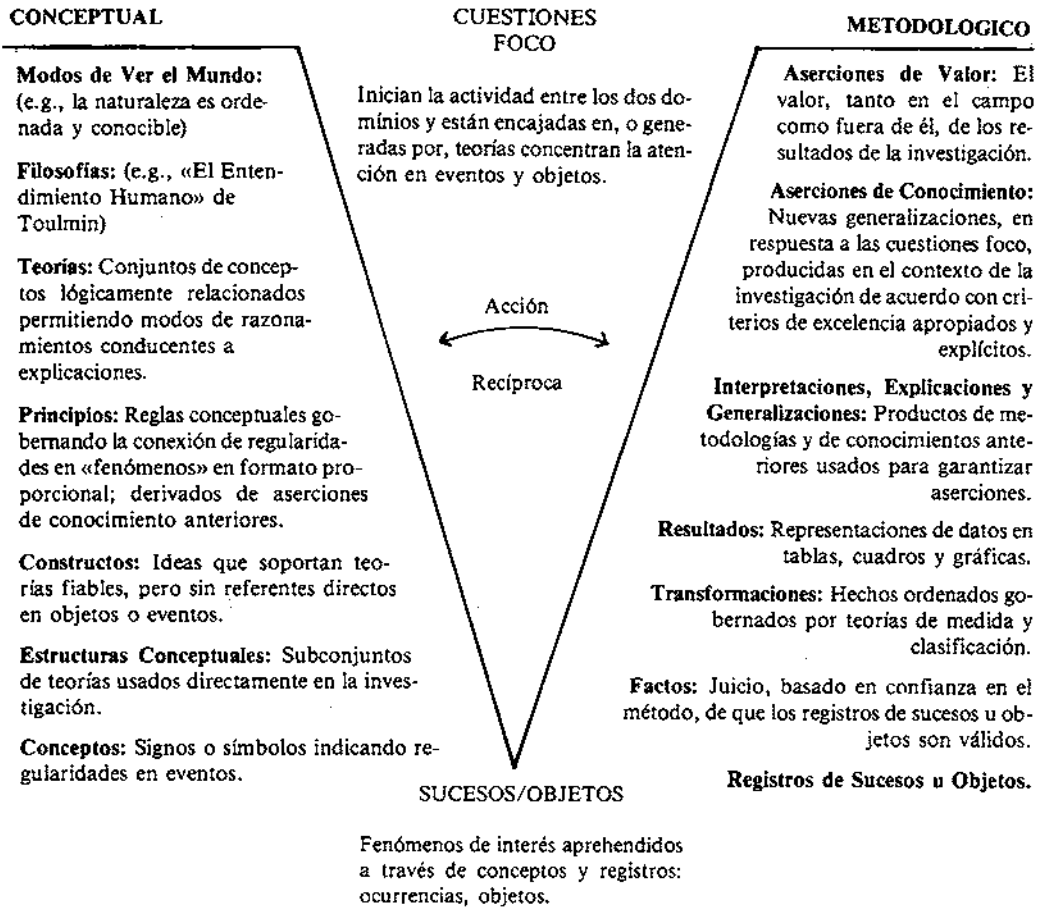 CONCEPTUAL
Modos de Ver el Mundo:
(e.g., la naturaleza es orde-
nada y conocible)
Filosofías: (e.g., «El Enten-
dimiento Humano» de
Toulmin)
Teorías: Conjuntos de concep-
tos lógicamente relacionados
permitiendo modos de razona-
mientos conducentes a
explicaciones.
Principios: Reglas conceptuales go-
bernando la conexión de regularida-
des en «fenómenos» en formato pro-
porcional; derivados de aserciones
de conocimiento anteriores.
Constructos: Ideas que soportan teo-
rías fiables, pero sin referentes directos
en objetos o eventos.
Estructuras Conceptuales: Subconjuntos
de teorías usados directamente en la inves-
tigación.
Conceptos: Signos o símbolos indicando re-
gularidades en eventos.
CUESTIONES
FOCO
Inician la actividad entre los dos do-
mínios y están encajadas en, o gene-
radas por, teorías concentran la aten-
ción en eventos y objetos.
Acción
Recíproca
SUCESOS/OBJETOS
Fenómenos de interés aprehendidos
a través de conceptos y registros:
ocurrencias, objetos.
METODOLOGICO
Aserciones de Valor: El
valor, tanto en el campo
como fuera de él, de los re-
sultados de la investigación.
Aserciones de Conocimiento:
Nuevas generalizaciones, en
respuesta a las cuestiones foco,
producidas en el contexto de la
investigación de acuerdo con cri-
terios de excelencia apropiados y
explícitos.
Interpretaciones, Explicaciones y
Generalizaciones: Productos de me-
todologías y de conocimientos ante-
riores usados para garantizar
aserciones.
Resultados: Representaciones de datos en
tablas, cuadros y gráficas.
Transformaciones: Hechos ordenados go-
bernados por teorías de medida y
clasificación.
Factos: Juicio, basado en confianza en el
método, de que los registros de sucesos u ob-
jetos son válidos.
Registros de Sucesos u Objetos.